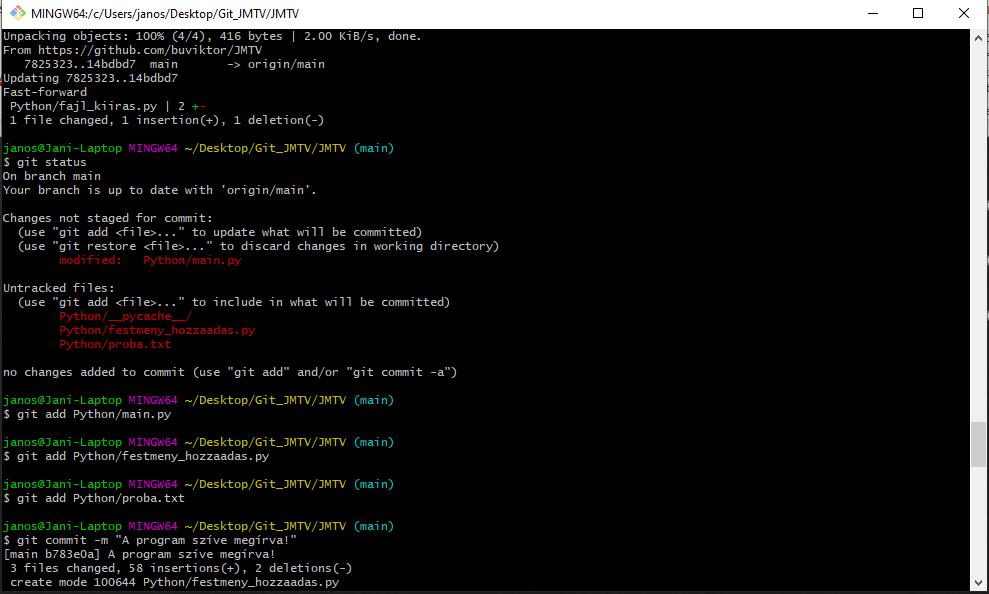 MINGW64:/c/Users/janos/Desktop/Git_JMTV/JMTV
Unpacking objects: 100% (4/4), 416 bytes | 2.00 KiB/s, done.
From https://github.com/buviktor/JMTV
   7825323..14bdbd7  main       -> origin/main
Updating 7825323..14bdbd7
Fast-forward
 Python/fajl_kiiras.py | 2 +-
 1 file changed, 1 insertion(+), 1 deletion(-)
janos@Jani-Laptop MINGW64 ~/Desktop/Git_JMTV/JMTV (main)
$ git status
On branch main
Your branch is up to date with 'origin/main'.
Changes not staged for commit:
  (use "git add <file>..." to update what will be committed)
  (use "git restore <file>..." to discard changes in working directory)
        modified:   Python/main.py
Untracked files:
  (use "git add <file>..." to include in what will be committed)
        Python/__pycache__/
        Python/festmeny_hozzaadas.py
        Python/proba.txt
no changes added to commit (use "git add" and/or "git commit -a")
janos@Jani-Laptop MINGW64 ~/Desktop/Git_JMTV/JMTV (main)
$ git add Python/main.py
janos@Jani-Laptop MINGW64 ~/Desktop/Git_JMTV/JMTV (main)
$ git add Python/festmeny_hozzaadas.py
janos@Jani-Laptop MINGW64 ~/Desktop/Git_JMTV/JMTV (main)
$ git add Python/proba.txt
janos@Jani-Laptop MINGW64 ~/Desktop/Git_JMTV/JMTV (main)
$ git commit -m "A program szíve megírva!"
[main b783e0a] A program szíve megírva!
 3 files changed, 58 insertions(+), 2 deletions(-)
 create mode 100644 Python/festmeny_hozzaadas.py